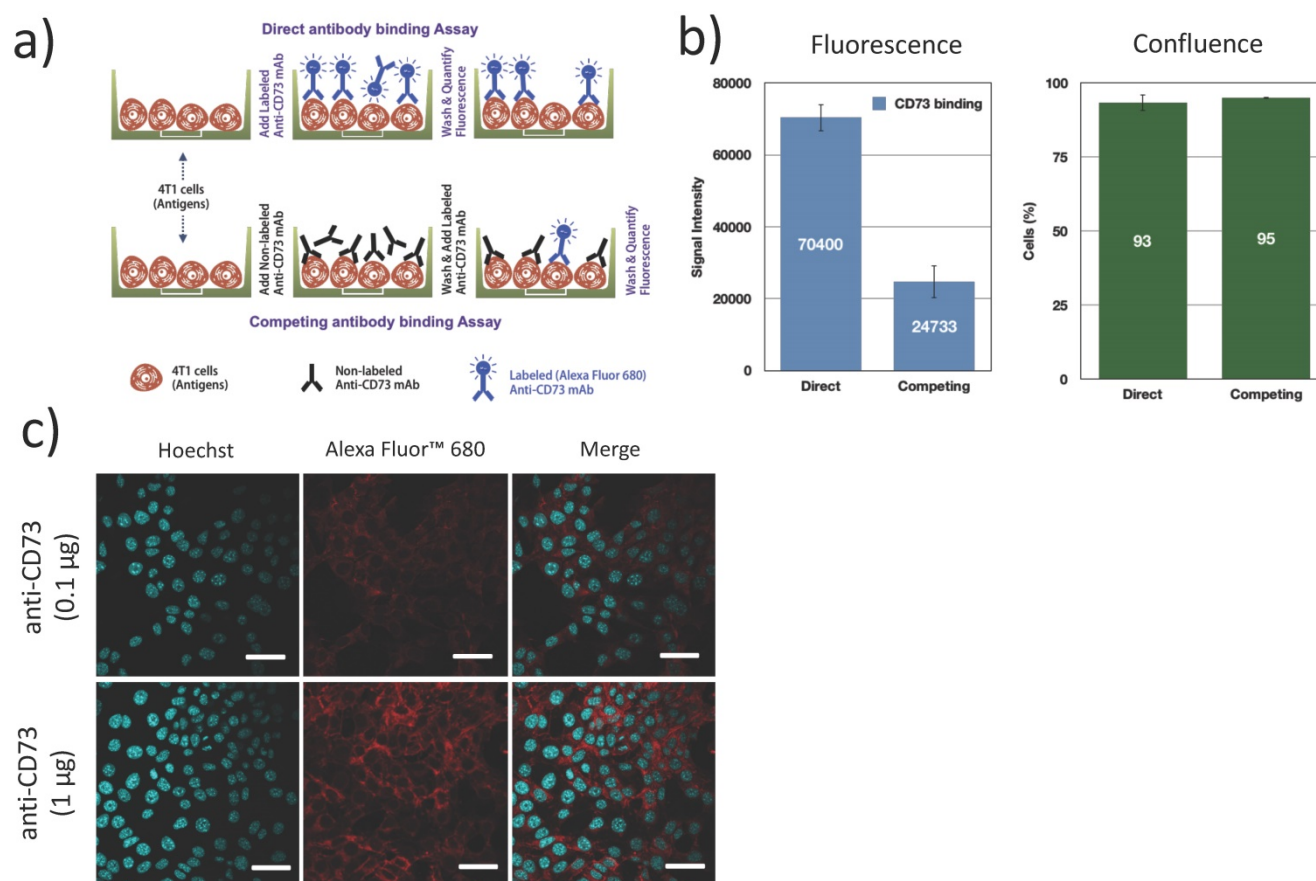 a)
Direct antibody binding Assay
Add Labeled
Anti-CD73 mAb
Wash & Quantify
Fluorescence
4T1 cells
(Antigens)
Add Non-labeled
Anti-CD73 mAb
Wash & Add Labeled
Anti-CD73 mAb
Wash & Quantify
Fluorescence
Competing antibody binding Assay
4T1 cells
(Antigens)
Non-labeled
Anti-CD73 mAb
Labeled (Alexa Fluor 680)
Anti-CD73 mAb
b)
Fluorescence
80000
60000
40000
20000
0
Signal Intensity
CD73 binding
70400
24733
Direct
Competing
Confluence
100
75
50
25
0
Cells (%)
93
95
Direct
Competing
c)
Hoechst
Alexa Fluor™ 680
Merge
anti-CD73
(0.1 µg)
anti-CD73
(1 µg)